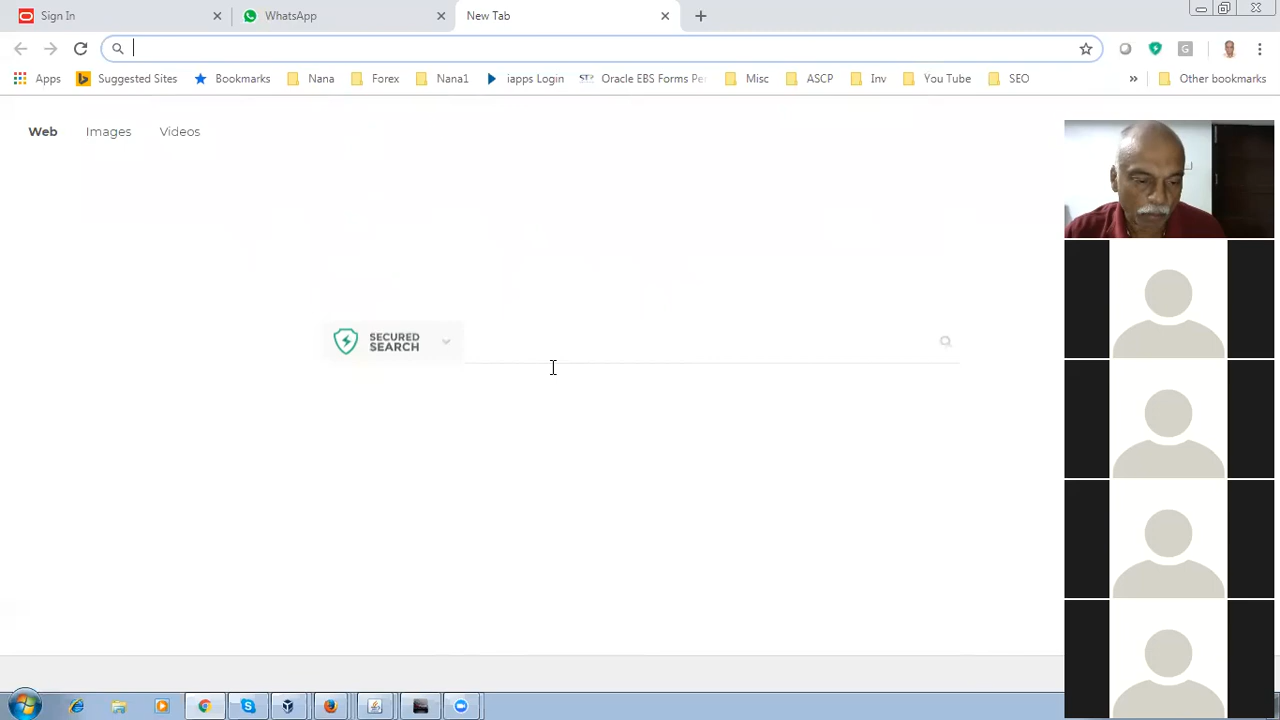 Sign In
WhatsApp
New Tab
Apps
Suggested Sites
Bookmarks
Nana
Forex
Nana1
iapps Login
Oracle EBS Forms Pe
Misc
ASCP
Inv
You Tube
SEO
»
Other bookmarks
Web
Images
Videos
SECURED
SEARCH